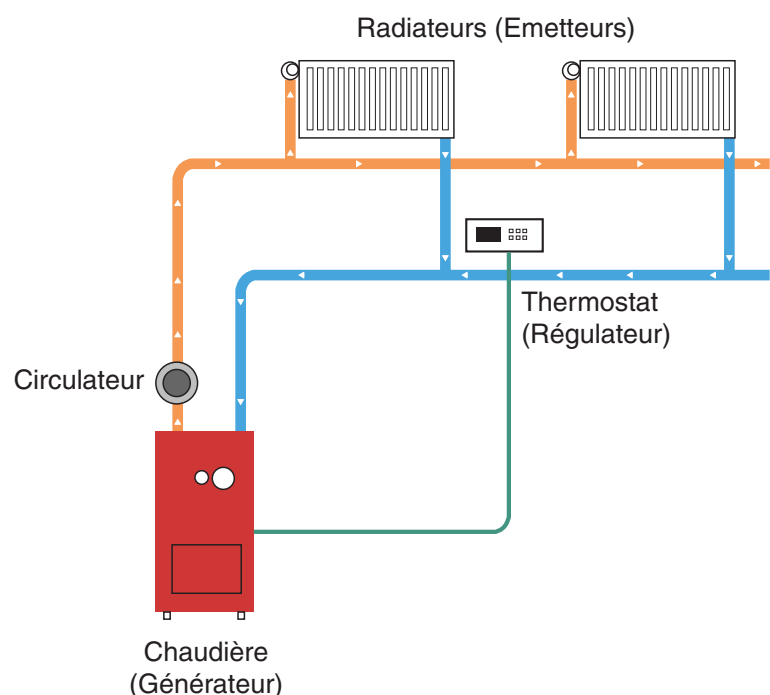 Radiateurs (Emetteurs)
Thermostat
(Régulateur)
Circulateur
Chaudière
(Générateur)